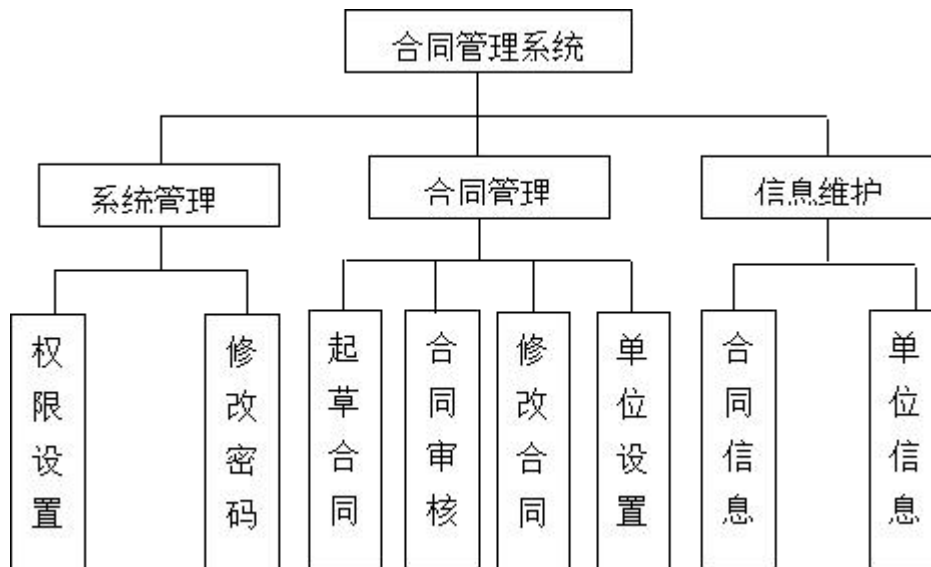 合同管理系统
系统管理
合同管理
信息维护
权限设置
修改密码
起草合同
合同审核
修改合同
单位设置
合同信息
单位信息